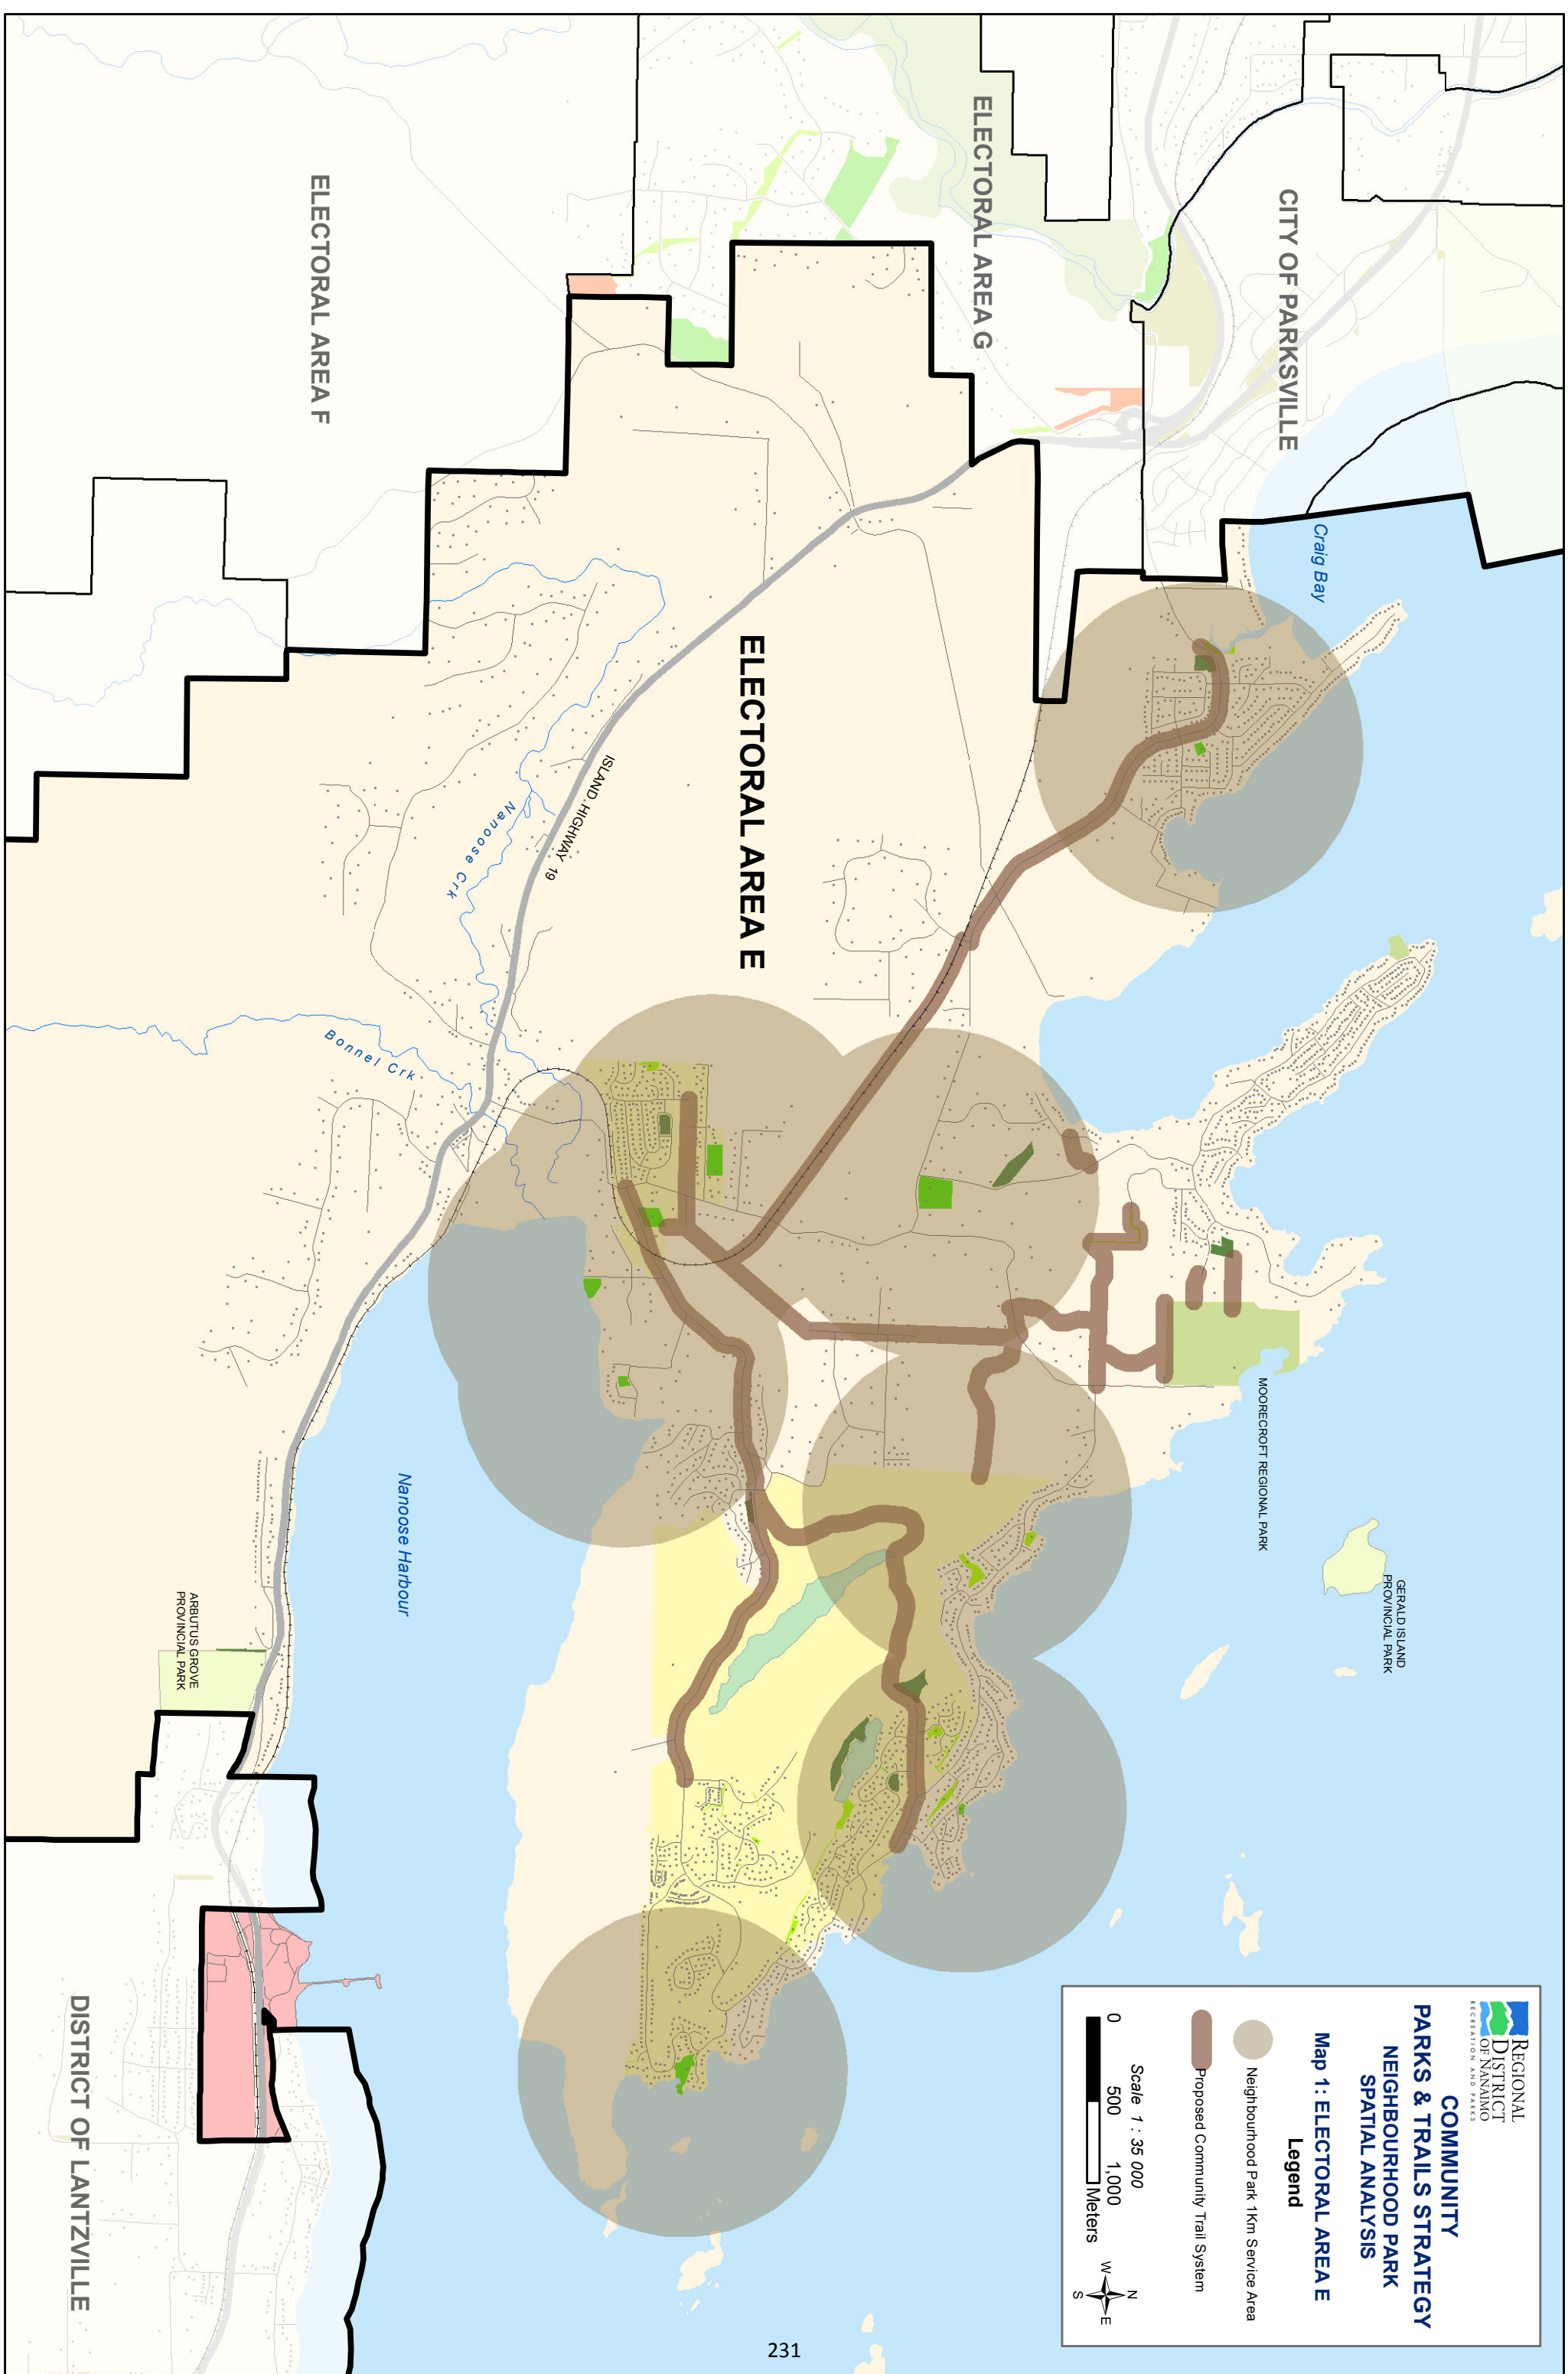 REGIONAL
DISTRICT
OF NANAIMO
RECREATION AND PARKS
COMMUNITY
PARKS & TRAILS STRATEGY
NEIGHBOURHOOD PARK
SPATIAL ANALYSIS
Map 1: ELECTORAL AREA E
Legend
Neighbourhood Park 1Km Service Area
Proposed Community Trail System
Scale 1 : 35 000
0 500 1,000
Meters
N
W E
S
CITY OF PARKSVILLE
Craig Bay
ELECTORAL AREA G
ELECTORAL AREA F
ELECTORAL AREA E
ISLAND HIGHWAY 19
Nanoose Crk
Bonnel Crk
MOORECROFT REGIONAL PARK
GERALD ISLAND
PROVINCIAL PARK
Nanoose Harbour
ARBUTUS GROVE
PROVINCIAL PARK
DISTRICT OF LANTZVILLE
231